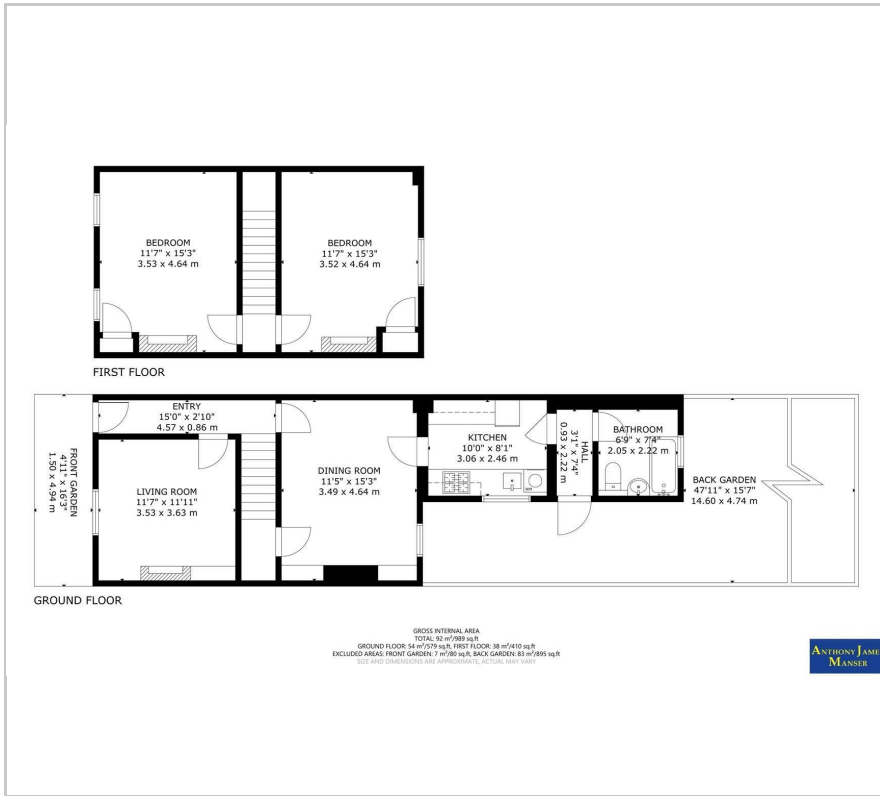 BEDROOM
11'7" x 15'3"
3.53 x 4.64 m
BEDROOM
11'7" x 15'3"
3.52 x 4.64 m
FIRST FLOOR
ENTRY
15'0" x 2'10"
4.57 x 0.86 m
FRONT GARDEN
4'11" x 16'3"
1.50 x 4.94 m
LIVING ROOM
11'7" x 11'11"
3.53 x 3.63 m
DINING ROOM
11'5" x 15'3"
3.49 x 4.64 m
KITCHEN
10'0" x 8'1"
3.06 x 2.46 m
HALL
3'1" x 7'4"
0.93 x 2.22 m
BATHROOM
6'9" x 7'4"
2.05 x 2.22 m
BACK GARDEN
47'11" x 15'7"
14.60 x 4.74 m
GROUND FLOOR
GROSS INTERNAL AREA
TOTAL: 92 m²/989 sq.ft
GROUND FLOOR: 54 m²/579 sq.ft, FIRST FLOOR: 38 m²/410 sq.ft
EXCLUDED AREAS: FRONT GARDEN: 7 m²/80 sq.ft, BACK GARDEN: 83 m²/895 sq.ft
SIZE AND DIMENSIONS ARE APPROXIMATE, ACTUAL MAY VARY
ANTHONY JAME
MANSER